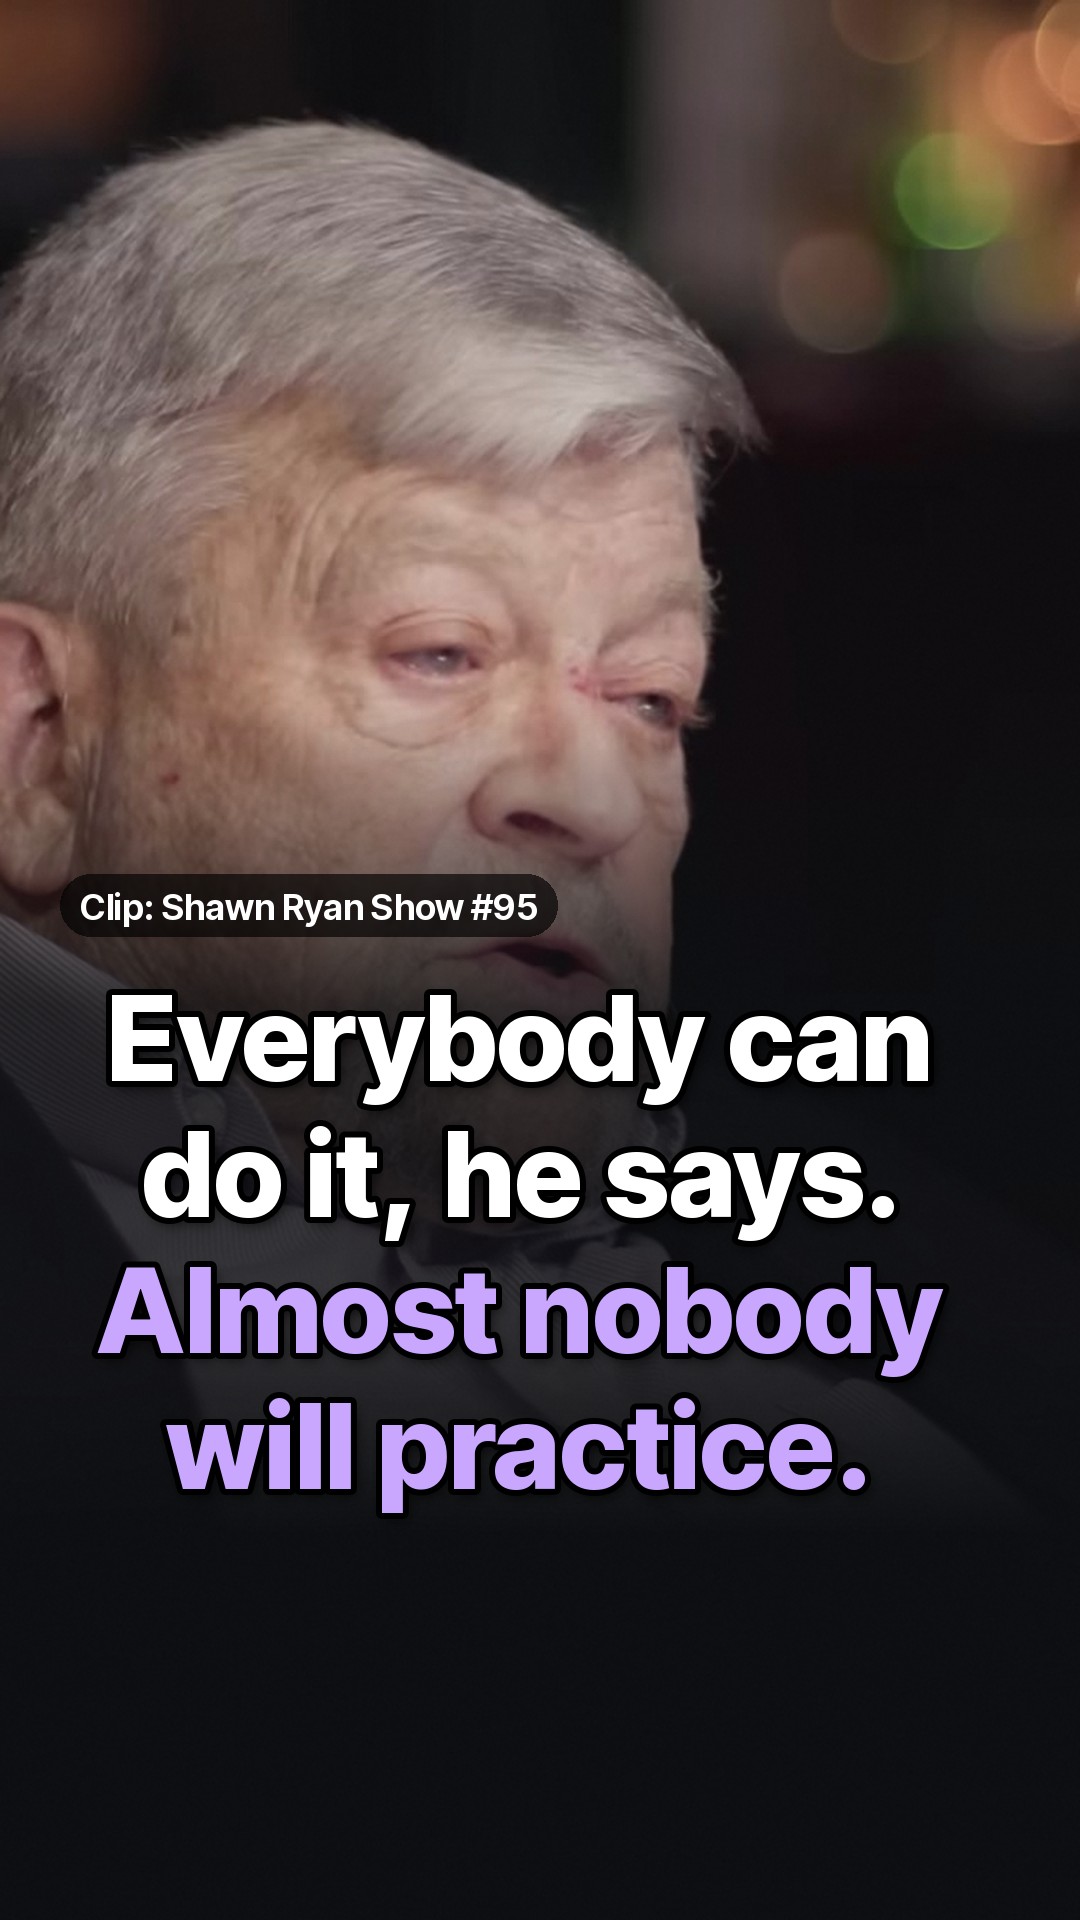 Clip: Shawn Ryan Show #95
Everybody can
do it, he says.
Almost nobody
will practice.